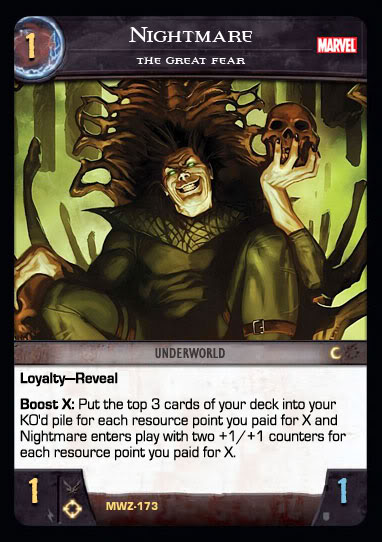 1
NIGHTMARE
THE GREAT FEAR
MARVEL
UNDERWORLD
C
Loyalty—Reveal
Boost X: Put the top 3 cards of your deck into your
KO'd pile for each resource point you paid for X and
Nightmare enters play with two +1/+1 counters for
each resource point you paid for X.
1
MWZ-173
1